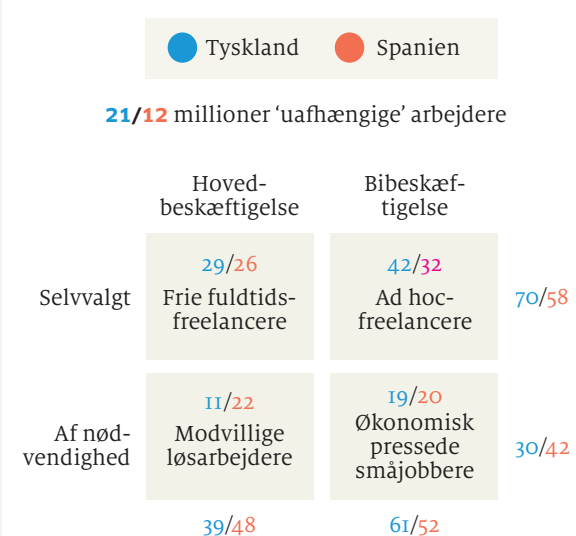 Tyskland Spanien
21/12 millioner ‘uafhængige’ arbejdere
Hoved-
beskæftigelse
Bibeskæf-
tigelse
Selvvalgt
29/26
Frie fuldtids-
freelancere
42/32
Ad hoc-
freelancere
70/58
Af nød-
vendighed
11/22
Modvillige
løsarbejdere
19/20
Økonomisk
pressede
småjobbere
30/42
39/48
61/52